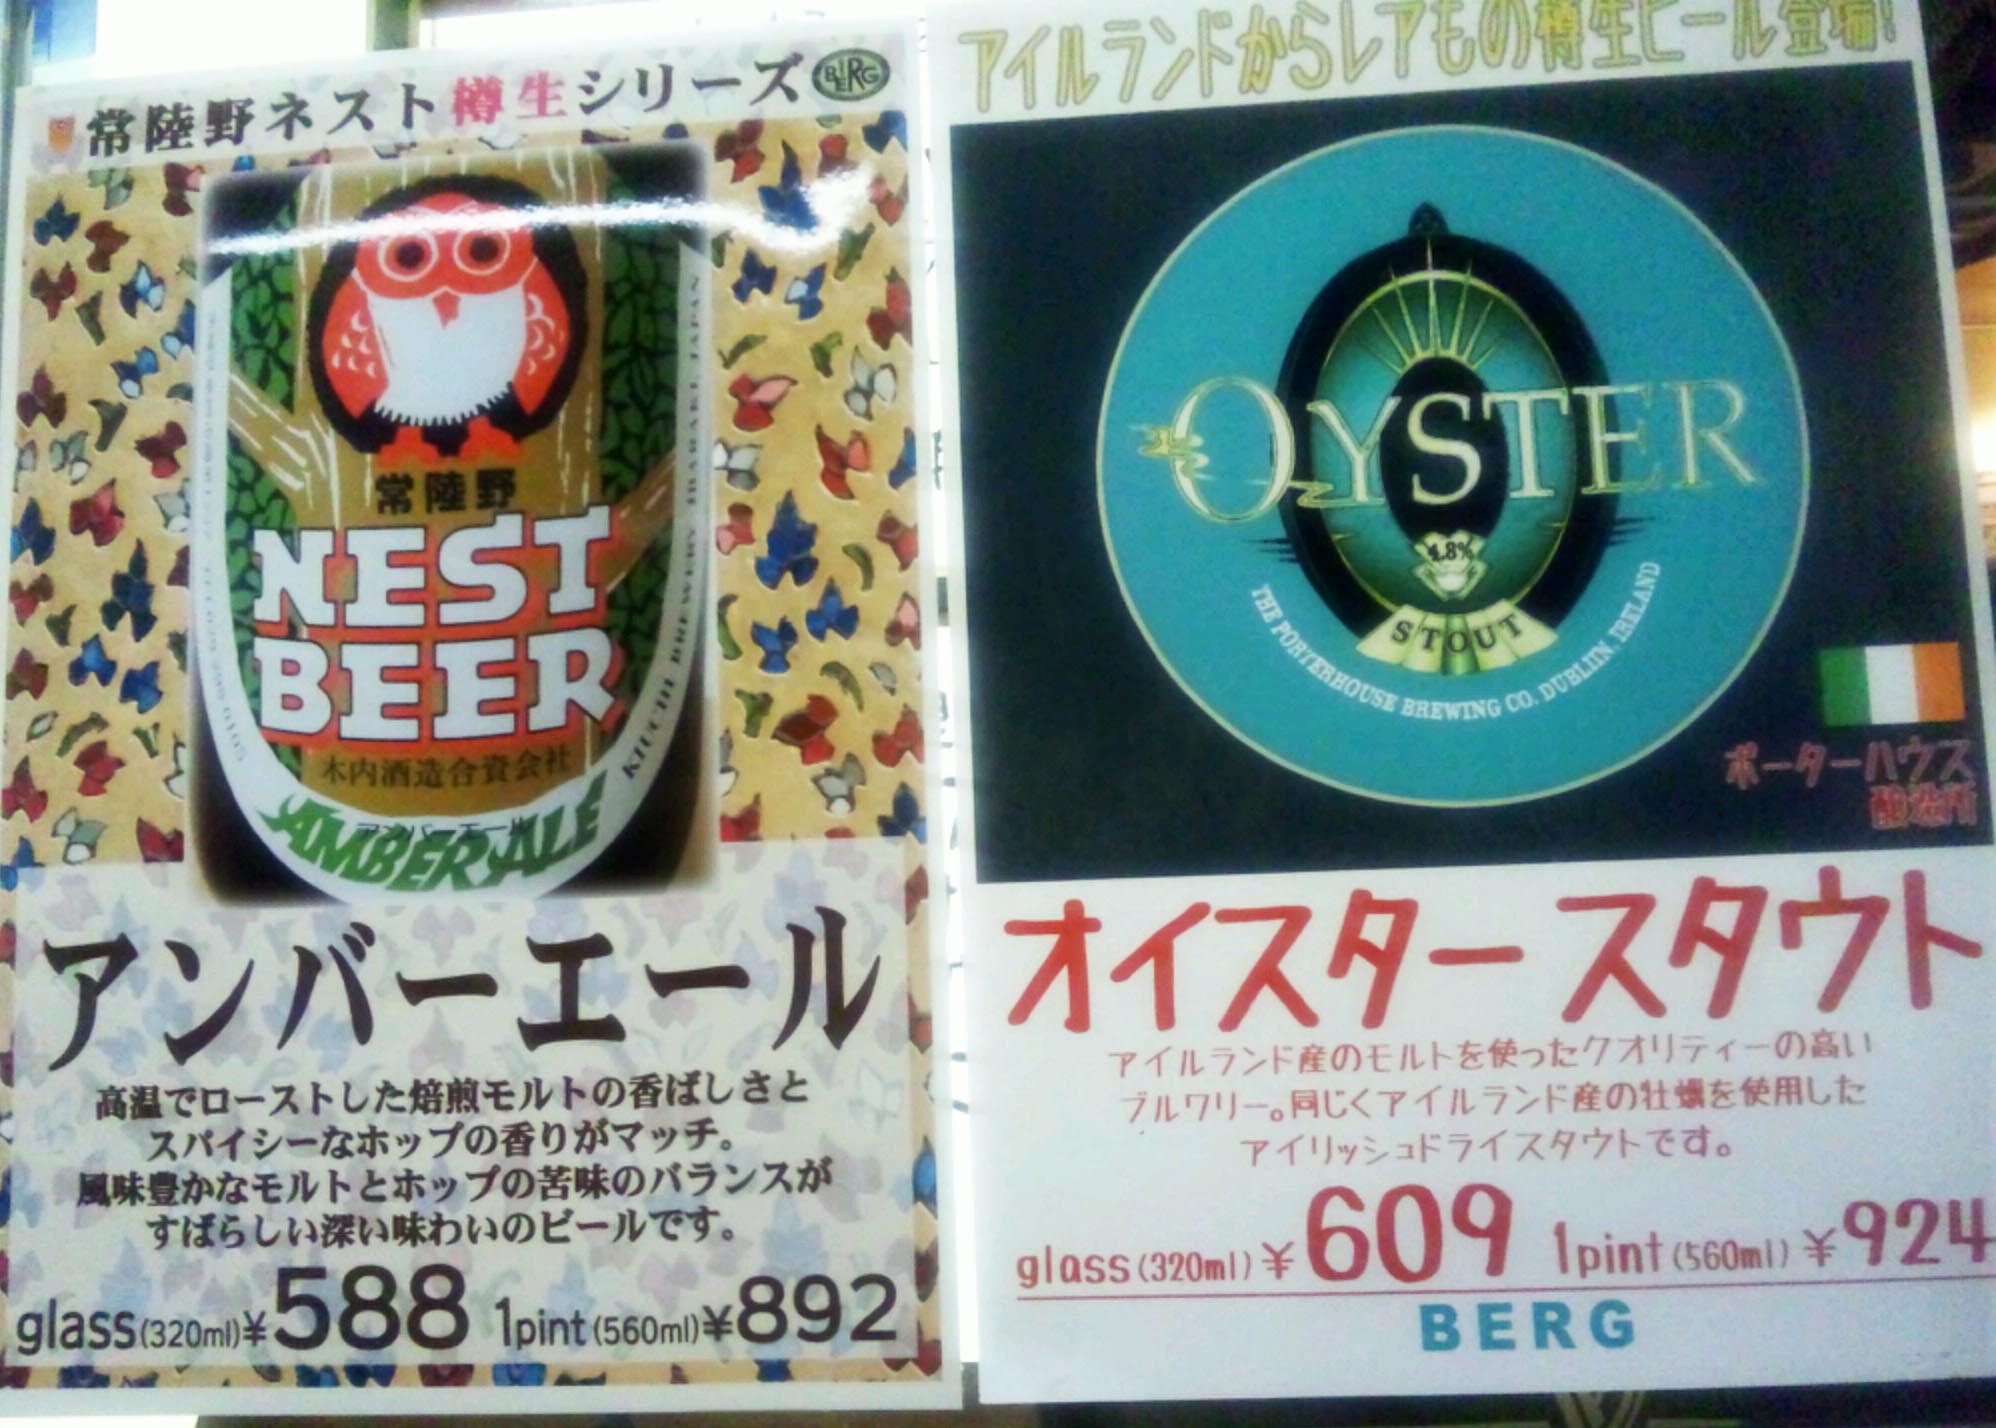 常陸野ネスト樽生シリーズ
BERG
常陸野
NEST
BEER
木内酒造合資会社
アンバーエール
AMBER ALE
KIUCHI BREWERY IBARAKI JAPAN
アンバーエール
高温でローストした焙煎モルトの香ばしさと
スパイシーなホップの香りがマッチ。
風味豊かなモルトとホップの苦味のバランスが
すばらしい深い味わいのビールです。
glass(320ml)¥588 1pint(560ml)¥892
アイルランドからレアもの樽生ビール登場!
OYSTER
4.8%
STOUT
THE PORTERHOUSE BREWING CO. DUBLIN, IRELAND
ポーターハウス
醸造所
オイスタースタウト
アイルランド産のモルトを使ったクオリティーの高い
ブルワリー。同じくアイルランド産の牡蠣を使用した
アイリッシュドライスタウトです。
glass(320ml)¥609 1pint(560ml)¥924
BERG